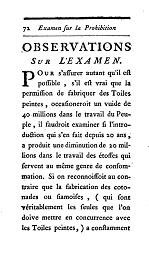 72 Examen sur la Prohibition
OBSERVATIONS
SUR L'EXAMEN.
POUR s'assurer autant qu'il est
possible, s'il est vrai que la
permission de fabriquer des Toiles
peintes, occasioneroit un vuide de
40 millions dans le travail du Peu-
ple, il faudroit examiner si l'intro-
duction qui s'en fait depuis 20 ans,
a produit une diminution de 20 mil-
lions dans le travail des étoffes qui
servent au même genre de consom-
mation. Si on reconnoissoit au con-
traire que la fabrication des coto-
nades ou siamoises, (qui sont
véritablement les seules que l'on
doive mettre en concurrence avec
les Toiles peintes,) a constamment